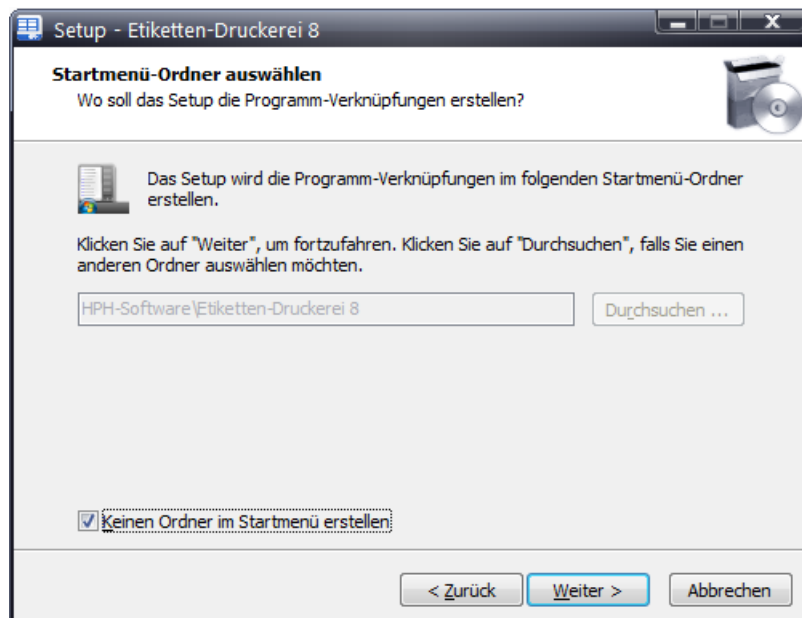 Setup - Etiketten-Druckerei 8
Startmenü-Ordner auswählen
Wo soll das Setup die Programm-Verknüpfungen erstellen?
Das Setup wird die Programm-Verknüpfungen im folgenden Startmenü-Ordner
erstellen.
Klicken Sie auf "Weiter", um fortzufahren. Klicken Sie auf "Durchsuchen", falls Sie einen
anderen Ordner auswählen möchten.
HPH-Software\Etiketten-Druckerei 8
Durchsuchen ...
Keinen Ordner im Startmenü erstellen
< Zurück
Weiter >
Abbrechen